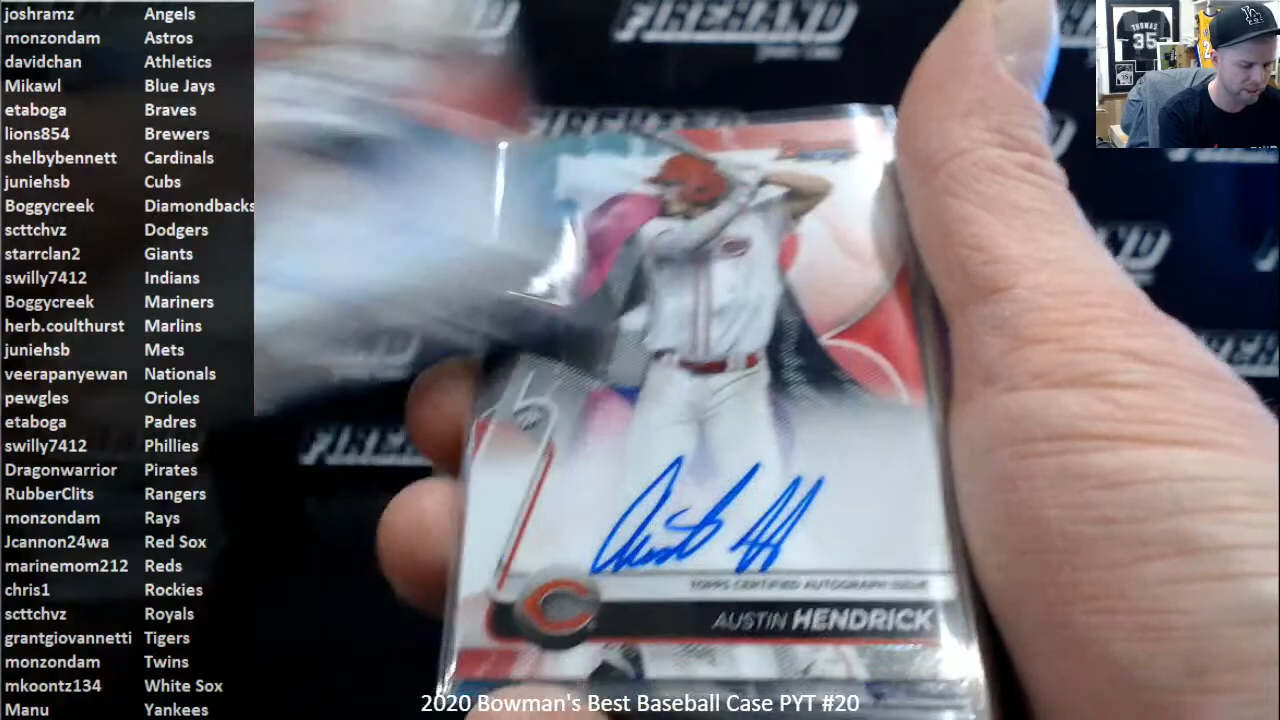 joshramz Angels
monzondam Astros
davidchan Athletics
Mikawl Blue Jays
etaboga Braves
lions854 Brewers
shelbybennett Cardinals
juniehsb Cubs
Boggycreek Diamondbacks
scttchvz Dodgers
starrclan2 Giants
swilly7412 Indians
Boggycreek Mariners
herb.coulthurst Marlins
juniehsb Mets
veerapanyewan Nationals
pewgles Orioles
etaboga Padres
swilly7412 Phillies
Dragonwarrior Pirates
RubberClits Rangers
monzondam Rays
Jcannon24wa Red Sox
marinemom212 Reds
chris1 Rockies
scttchvz Royals
grantgiovannetti Tigers
monzondam Twins
mkoontz134 White Sox
Manu Yankees
FIREHAND
FIREHAND
THOMAS
35
TOPPS CERTIFIED AUTOGRAPH ISSUE
AUSTIN HENDRICK
2020 Bowman's Best Baseball Case PYT #20